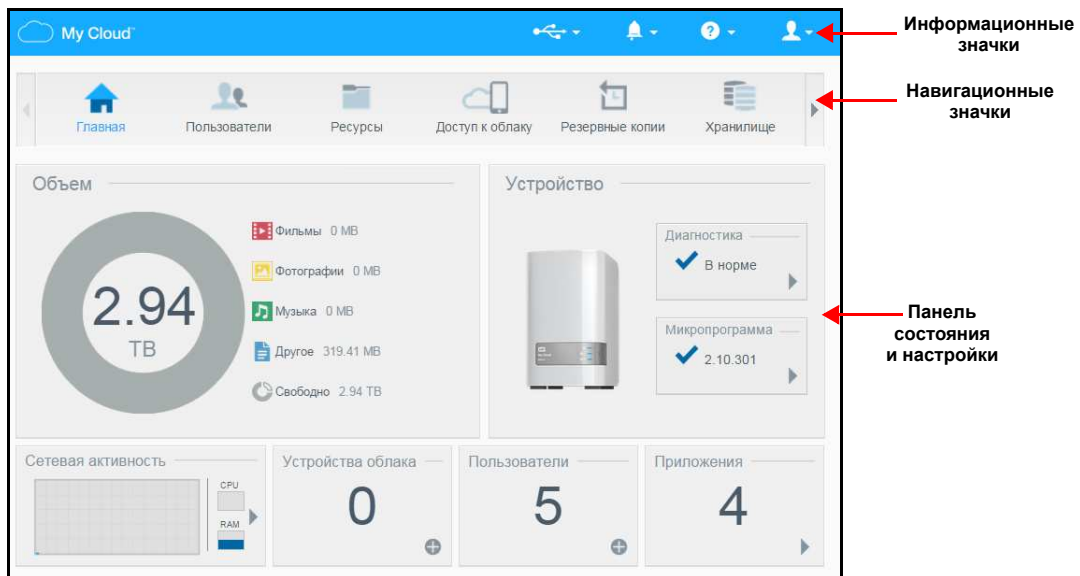 My Cloud™
?
Информационные
значки
Главная
Пользователи
Ресурсы
Доступ к облаку
Резервные копии
Хранилище
Навигационные
значки
Объем
2.94
TB
Фильмы 0 MB
Фотографии 0 MB
Музыка 0 MB
Другое 319.41 MB
Свободно 2.94 TB
Устройство
Диагностика
В норме
Микропрограмма
2.10.301
Панель
состояния
и настройки
Сетевая активность
CPU
RAM
Устройства облака
0
Пользователи
5
Приложения
4